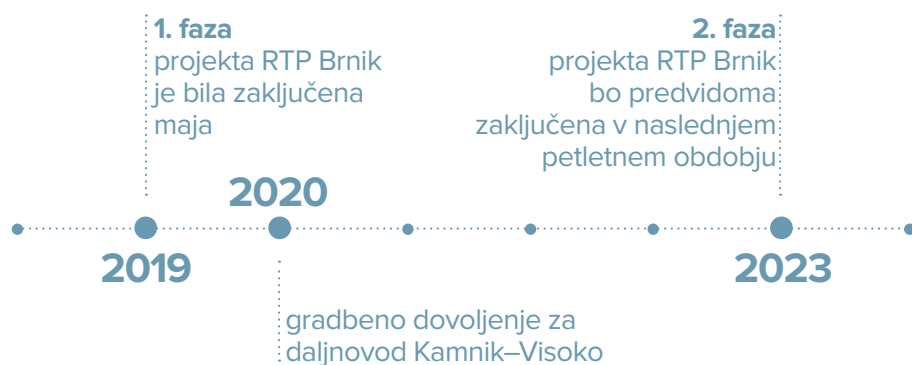 1. faza
projekta RTP Brnik
je bila zaključena
maja
2. faza
projekta RTP Brnik
bo predvidoma
zaključena v naslednjem
petletnem obdobju
2020
2019
2023
gradbeno dovoljenje za
daljnovod Kamnik–Visoko